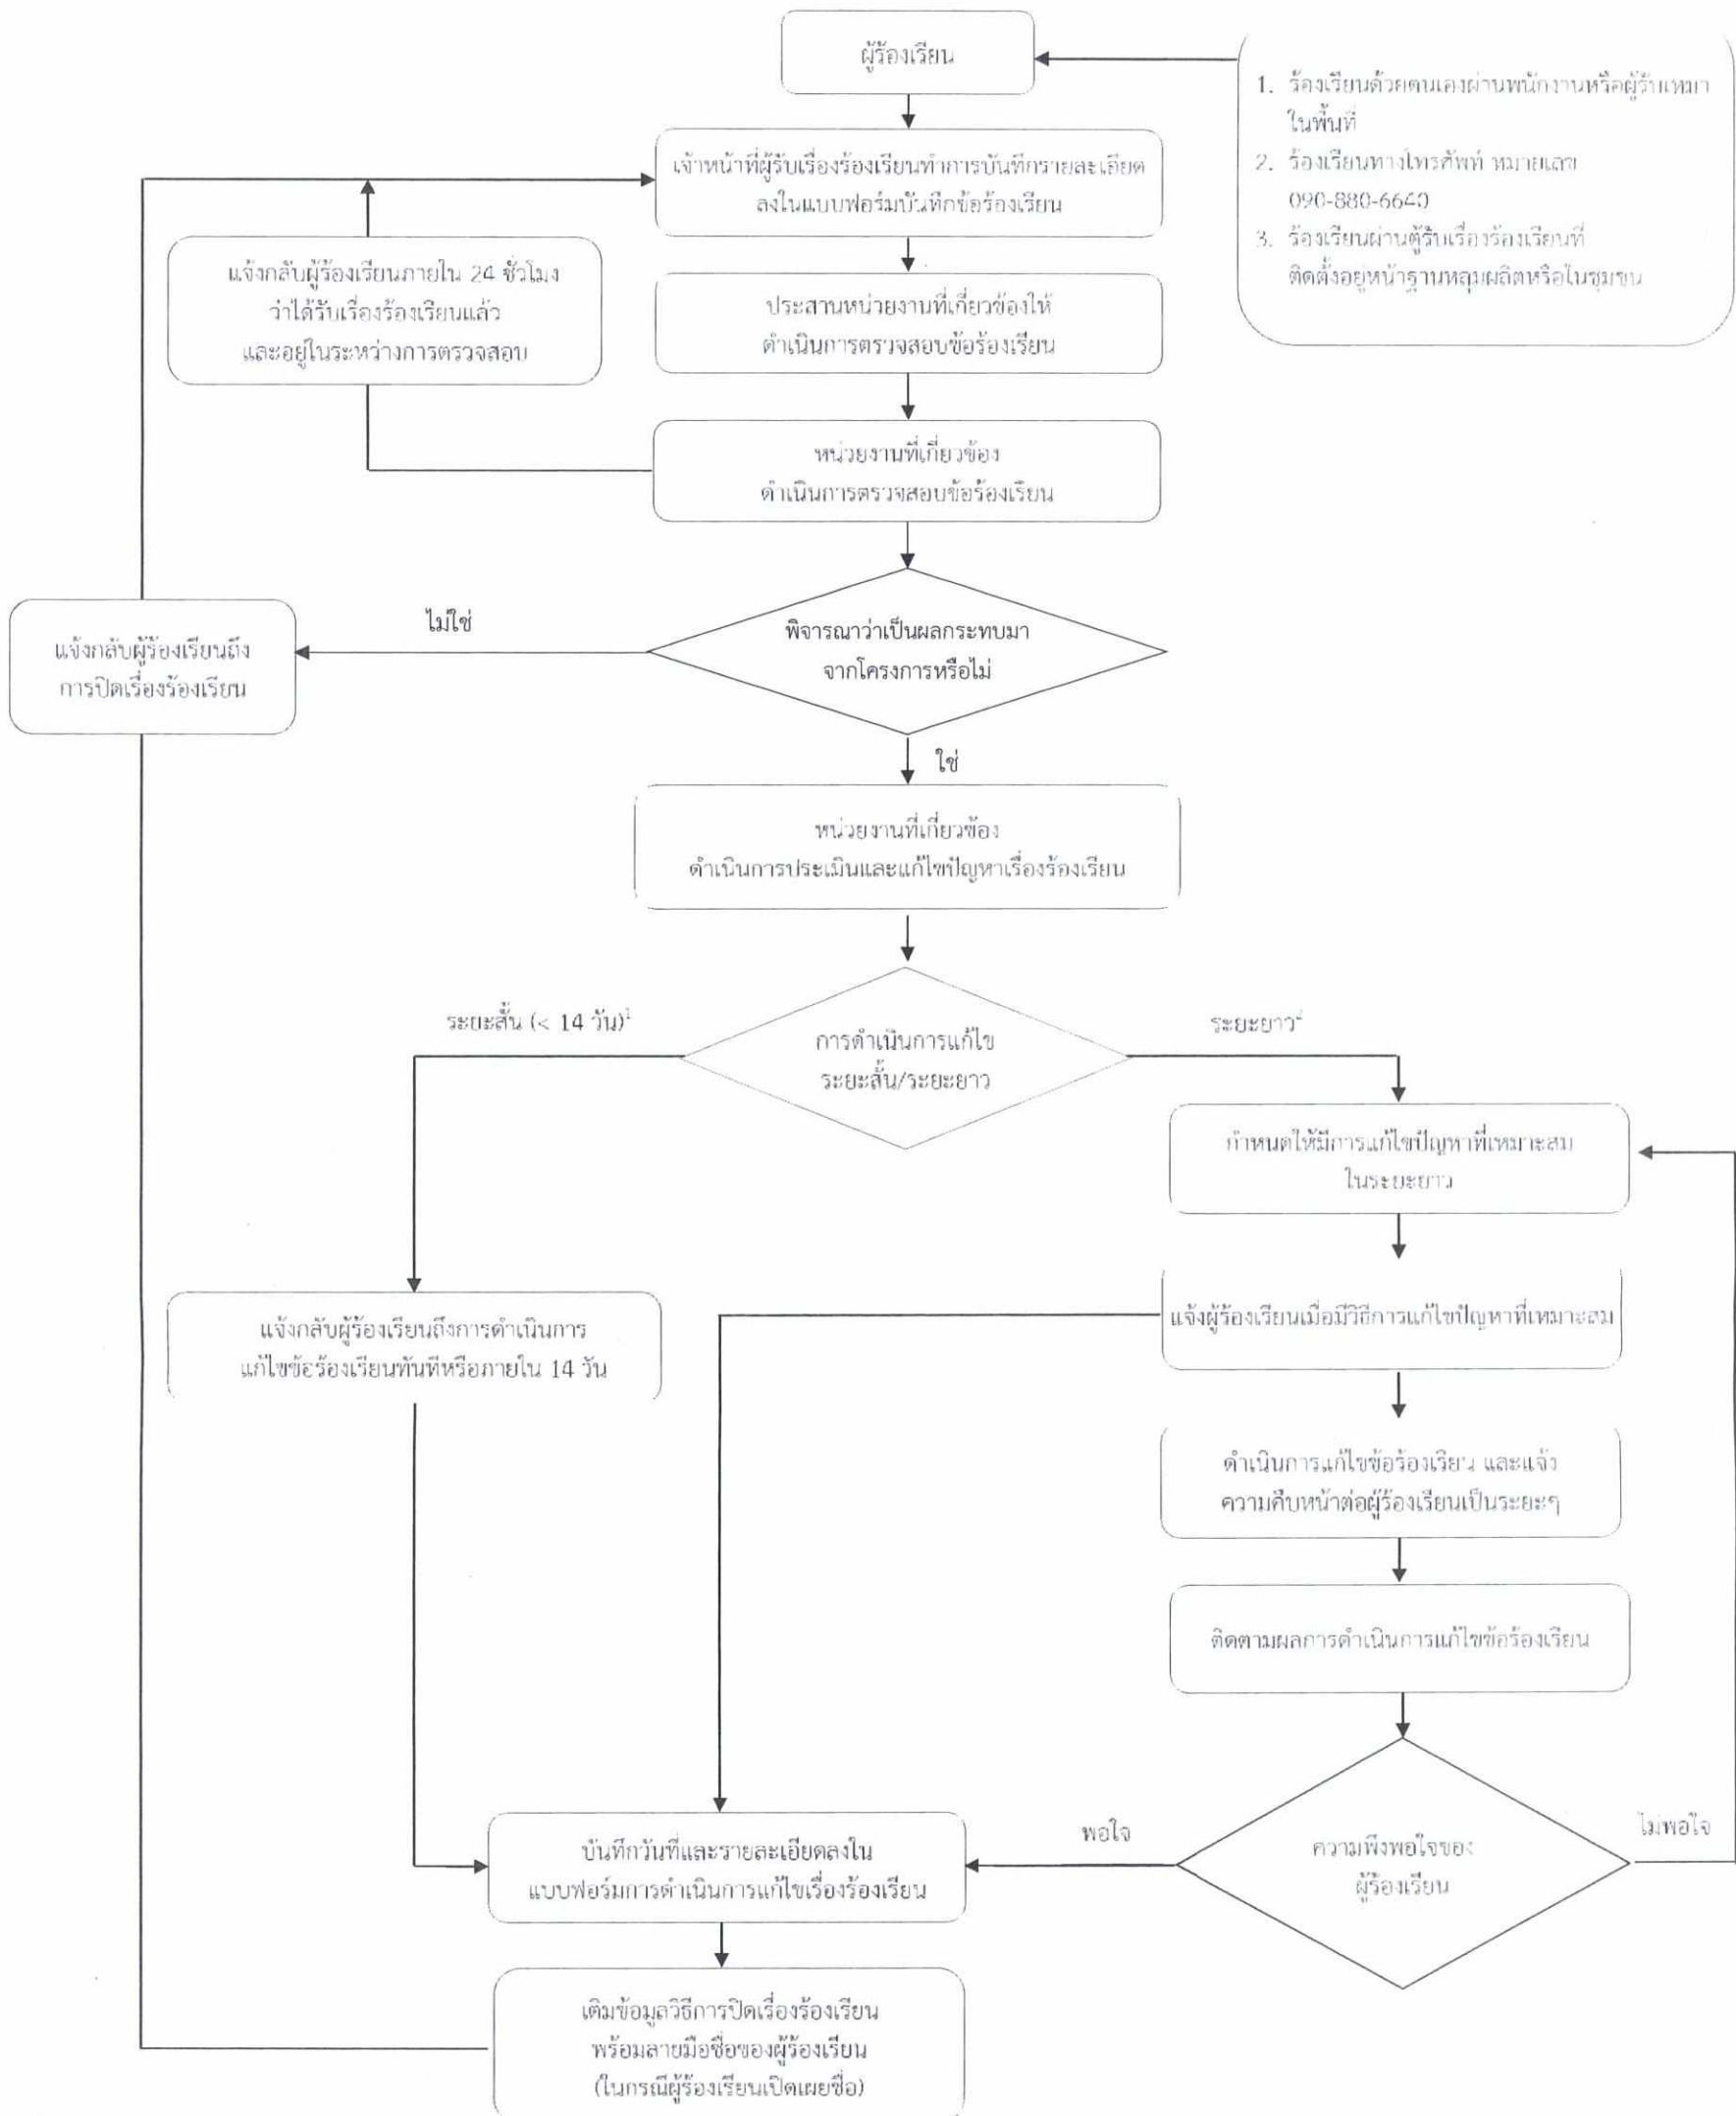 ผู้ร้องเรียน
1. ร้องเรียนด้วยตนเองผ่านพนักงานหรือผู้รับเหมา
ในพื้นที่
2. ร้องเรียนทางโทรศัพท์ หมายเลข
090-880-6640
3. ร้องเรียนผ่านตู้รับเรื่องร้องเรียนที่
ติดตั้งอยู่หน้าฐานหลุมผลิตหรือในชุมชน
เจ้าหน้าที่ผู้รับเรื่องร้องเรียนทำการบันทึกรายละเอียด
ลงในแบบฟอร์มบันทึกข้อร้องเรียน
แจ้งกลับผู้ร้องเรียนภายใน 24 ชั่วโมง
ว่าได้รับเรื่องร้องเรียนแล้ว
และอยู่ในระหว่างการตรวจสอบ
ประสานหน่วยงานที่เกี่ยวข้องให้
ดำเนินการตรวจสอบข้อร้องเรียน
หน่วยงานที่เกี่ยวข้อง
ดำเนินการตรวจสอบข้อร้องเรียน
พิจารณาว่าเป็นผลกระทบมา
จากโครงการหรือไม่
ไม่ใช่
แจ้งกลับผู้ร้องเรียนถึง
การปิดเรื่องร้องเรียน
ใช่
หน่วยงานที่เกี่ยวข้อง
ดำเนินการประเมินและแก้ไขปัญหาเรื่องร้องเรียน
การดำเนินการแก้ไข
ระยะสั้น/ระยะยาว
ระยะสั้น (< 14 วัน)¹
ระยะยาว²
กำหนดให้มีการแก้ไขปัญหาที่เหมาะสม
ในระยะยาว
แจ้งกลับผู้ร้องเรียนถึงการดำเนินการ
แก้ไขข้อร้องเรียนทันทีหรือภายใน 14 วัน
แจ้งผู้ร้องเรียนเมื่อมีวิธีการแก้ไขปัญหาที่เหมาะสม
ดำเนินการแก้ไขข้อร้องเรียน และแจ้ง
ความคืบหน้าต่อผู้ร้องเรียนเป็นระยะๆ
ติดตามผลการดำเนินการแก้ไขข้อร้องเรียน
ความพึงพอใจของ
ผู้ร้องเรียน
พอใจ
ไม่พอใจ
บันทึกวันที่และรายละเอียดลงใน
แบบฟอร์มการดำเนินการแก้ไขเรื่องร้องเรียน
เติมข้อมูลวิธีการปิดเรื่องร้องเรียน
พร้อมลายมือชื่อของผู้ร้องเรียน
(ในกรณีผู้ร้องเรียนเปิดเผยชื่อ)